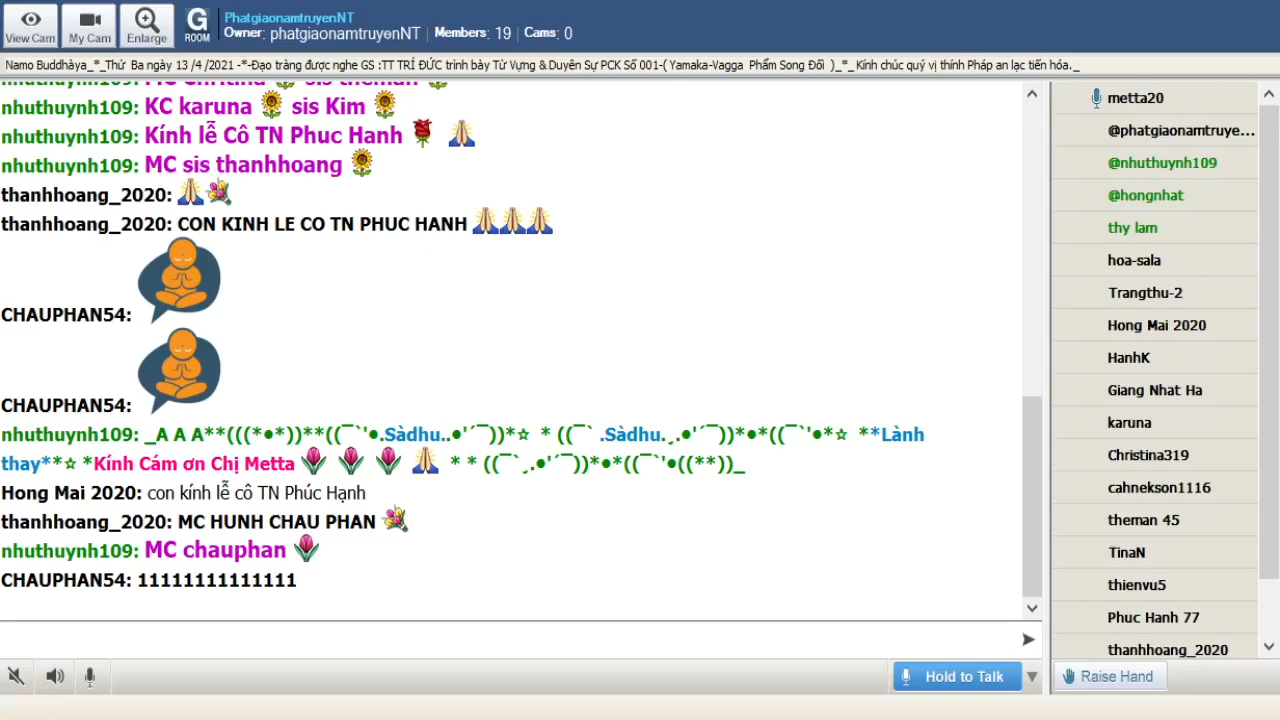 View Cam
My Cam
Enlarge
G
ROOM
PhatgiaonamtruyenNT
Owner: phatgiaonamtruyenNT | Members: 19 | Cams: 0
Namo Buddhàya_*_Thứ Ba ngày 13 /4 /2021 -*-Đạo tràng được nghe GS :TT TRÍ ĐỨC trình bày Từ Vựng & Duyên Sự PCK Số 001-( Yamaka-Vagga Phẩm Song Đối )_*_ Kính chúc quý vị thính Pháp an lạc tiến hóa._
nhuthuynh109: KC karuna 🌻 sis Kim 🌻
nhuthuynh109: Kính lễ Cô TN Phuc Hanh 🌹 🙏
nhuthuynh109: MC sis thanhhoang 🌻
thanhhoang_2020: 🙏💐
thanhhoang_2020: CON KINH LE CO TN PHUC HANH 🙏🙏🙏
CHAUPHAN54:
CHAUPHAN54:
nhuthuynh109: _A A A**(((*•*))**((¯`'•.Sàdhu..•'´¯))*☆ * ((¯` .Sàdhu.¸.•'´¯))*•*((¯`'•*☆ **Lành
thay**☆ *Kính Cám ơn Chị Metta 🌷 🌷 🌷 🙏 * * ((¯`¸.•'´¯))*•*((¯`'•((**))_
Hong Mai 2020: con kính lễ cô TN Phúc Hạnh
thanhhoang_2020: MC HUNH CHAU PHAN 💐
nhuthuynh109: MC chauphan 🌷
CHAUPHAN54: 11111111111111
Hold to Talk
metta20
@phatgiaonamtruye...
@nhuthuynh109
@hongnhat
thy lam
hoa-sala
Trangthu-2
Hong Mai 2020
HanhK
Giang Nhat Ha
karuna
Christina319
cahnekson1116
theman 45
TinaN
thienvu5
Phuc Hanh 77
thanhhoang_2020
Raise Hand